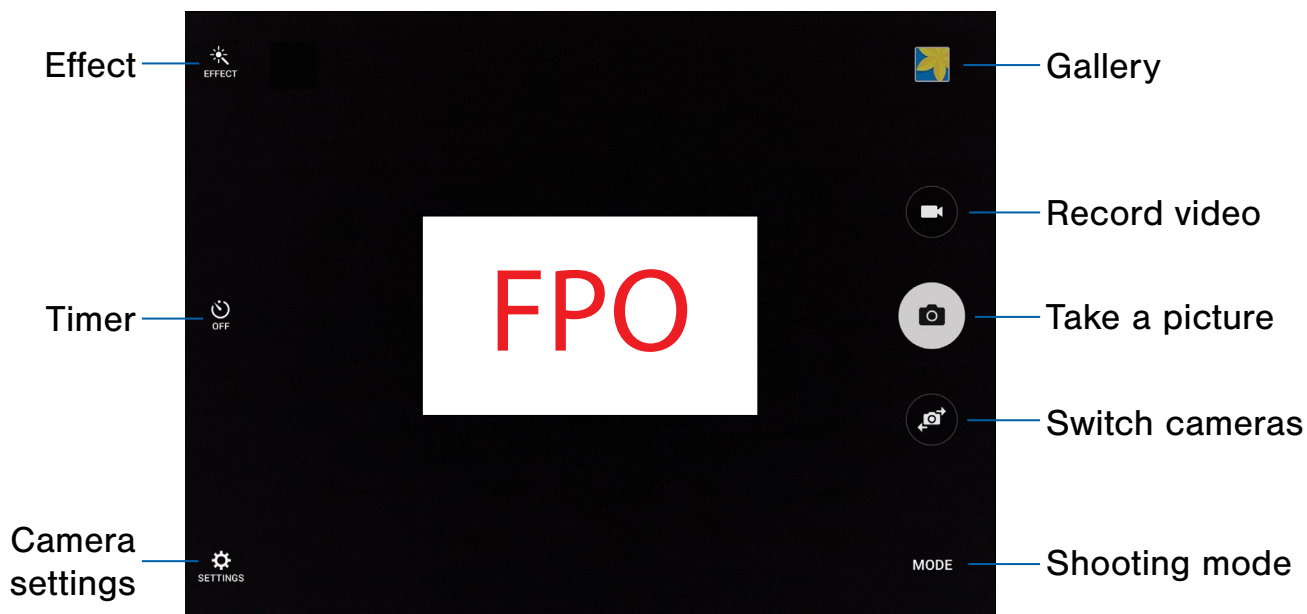 Effect
EFFECT
Gallery
Record video
FPO
Timer
OFF
Take a picture
Switch cameras
Camera
settings
SETTINGS
MODE
Shooting mode